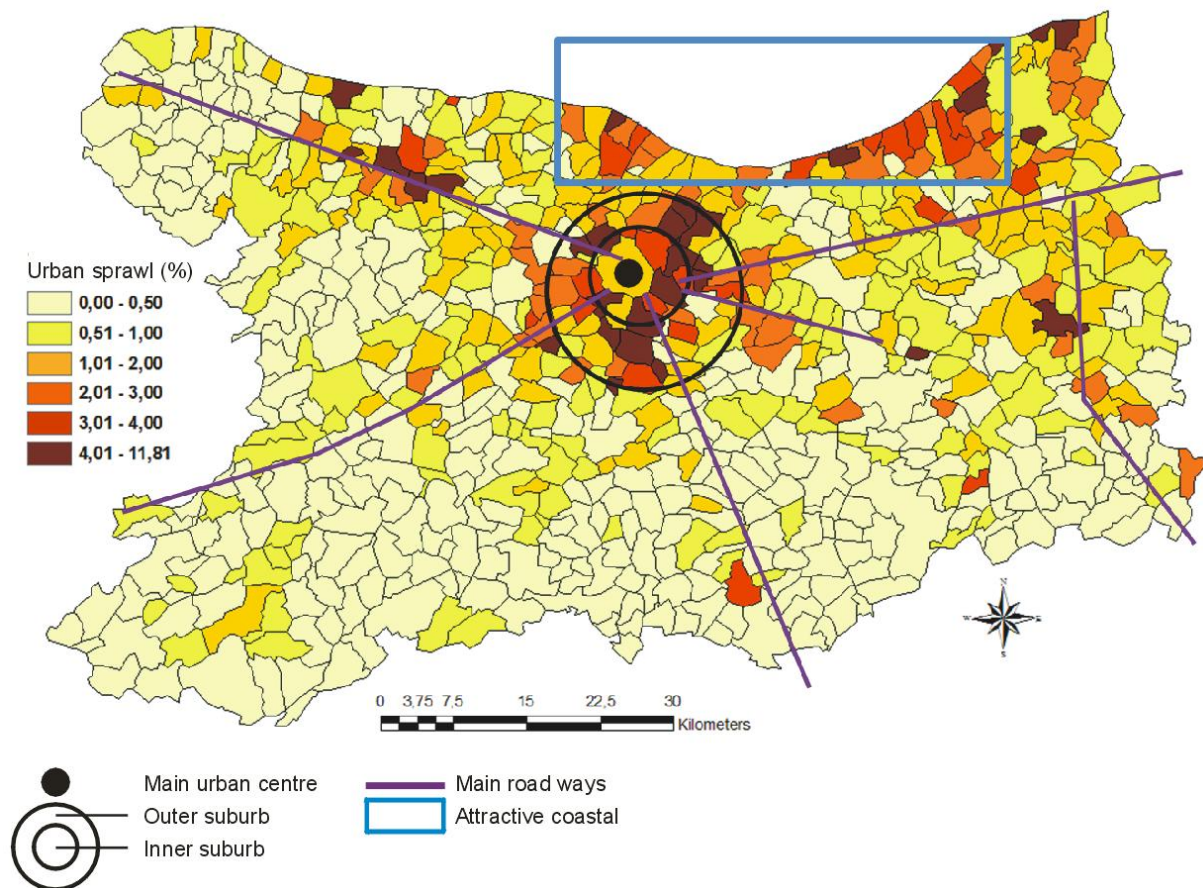 Urban sprawl (%)
0,00 - 0,50
0,51 - 1,00
1,01 - 2,00
2,01 - 3,00
3,01 - 4,00
4,01 - 11,81
N
W E
S
0 3,75 7,5 15 22,5 30
Kilometers
Main urban centre
Outer suburb
Inner suburb
Main road ways
Attractive coastal